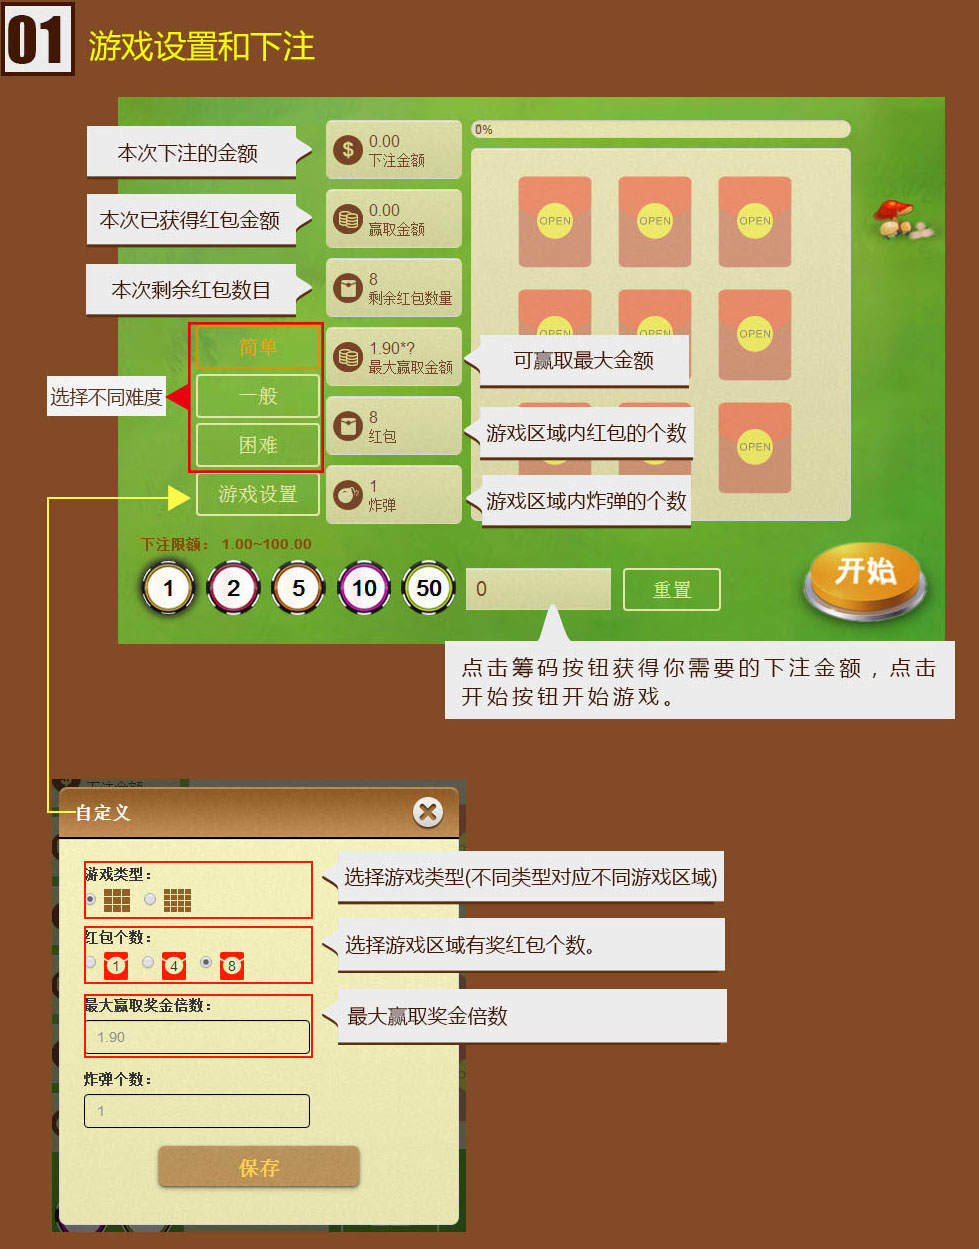 01
游戏设置和下注
0%
本次下注的金额
0.00
下注金额
OPEN
OPEN
OPEN
本次已获得红包金额
0.00
赢取金额
本次剩余红包数目
8
剩余红包数量
简单
1.90*?
最大赢取金额
可赢取最大金额
OPEN
OPEN
OPEN
选择不同难度
一般
8
红包
游戏区域内红包的个数
OPEN
困难
游戏设置
1
炸弹
游戏区域内炸弹的个数
下注限额： 1.00~100.00
1
2
5
10
50
0
重置
开始
点击筹码按钮获得你需要的下注金额，点击
开始按钮开始游戏。
下注金额
自定义
游戏类型：
选择游戏类型(不同类型对应不同游戏区域)
红包个数：
1
4
8
选择游戏区域有奖红包个数。
最大赢取奖金倍数：
1.90
最大赢取奖金倍数
炸弹个数：
1
保存